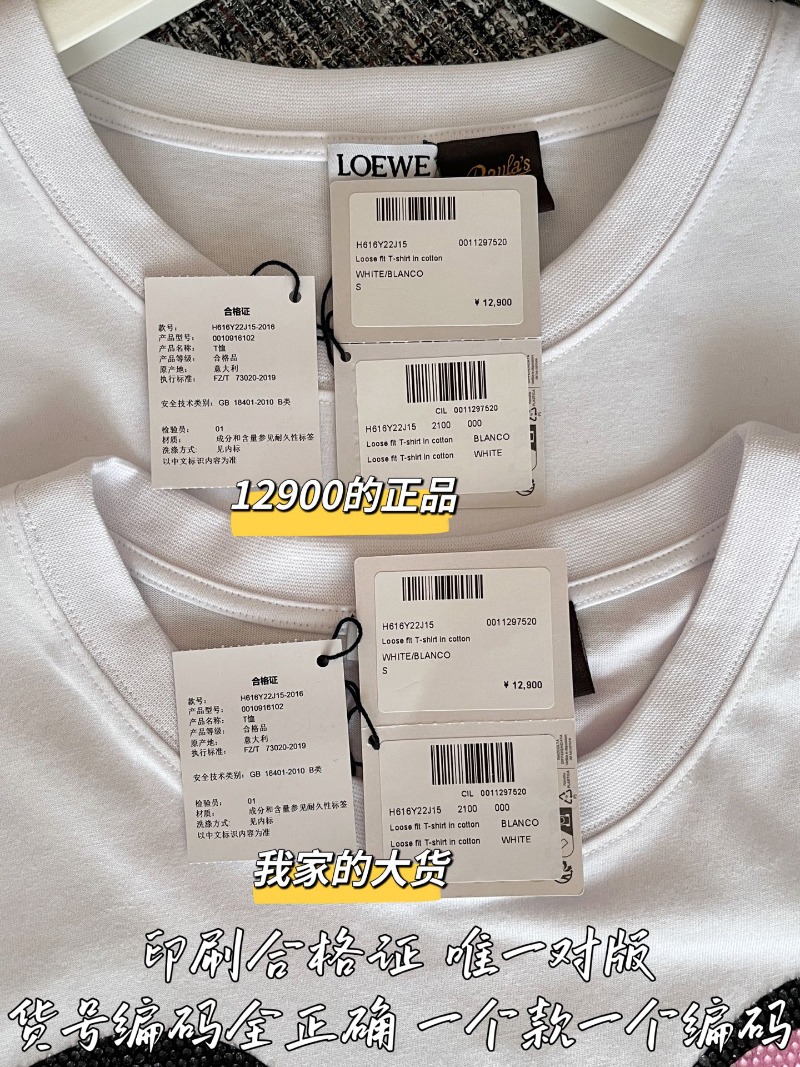 LOEWE
Paula's
H616Y22J15 0011297520
Loose fit T-shirt in cotton
WHITE/BLANCO
S
¥ 12,900
合格证
款号: H616Y22J15-2016
产品型号: 0010916102
产品名称: T恤
产品等级: 合格品
原产地: 意大利
执行标准: FZ/T 73020-2019
安全技术类别: GB 18401-2010 B类
检验员: 01
材质: 成分和含量参见耐久性标签
洗涤方式: 见内标
以中文标识内容为准
CIL 0011297520
H616Y22J15 2100 000
Loose fit T-shirt in cotton BLANCO
Loose fit T-shirt in cotton WHITE
12900的正品
H616Y22J15 0011297520
Loose fit T-shirt in cotton
WHITE/BLANCO
S
¥ 12,900
合格证
款号: H616Y22J15-2016
产品型号: 0010916102
产品名称: T恤
产品等级: 合格品
原产地: 意大利
执行标准: FZ/T 73020-2019
安全技术类别: GB 18401-2010 B类
检验员: 01
材质: 成分和含量参见耐久性标签
洗涤方式: 见内标
以中文标识内容为准
CIL 0011297520
H616Y22J15 2100 000
Loose fit T-shirt in cotton BLANCO
Loose fit T-shirt in cotton WHITE
我家的大货
印刷合格证 唯一对版
货号编码全正确 一个款一个编码